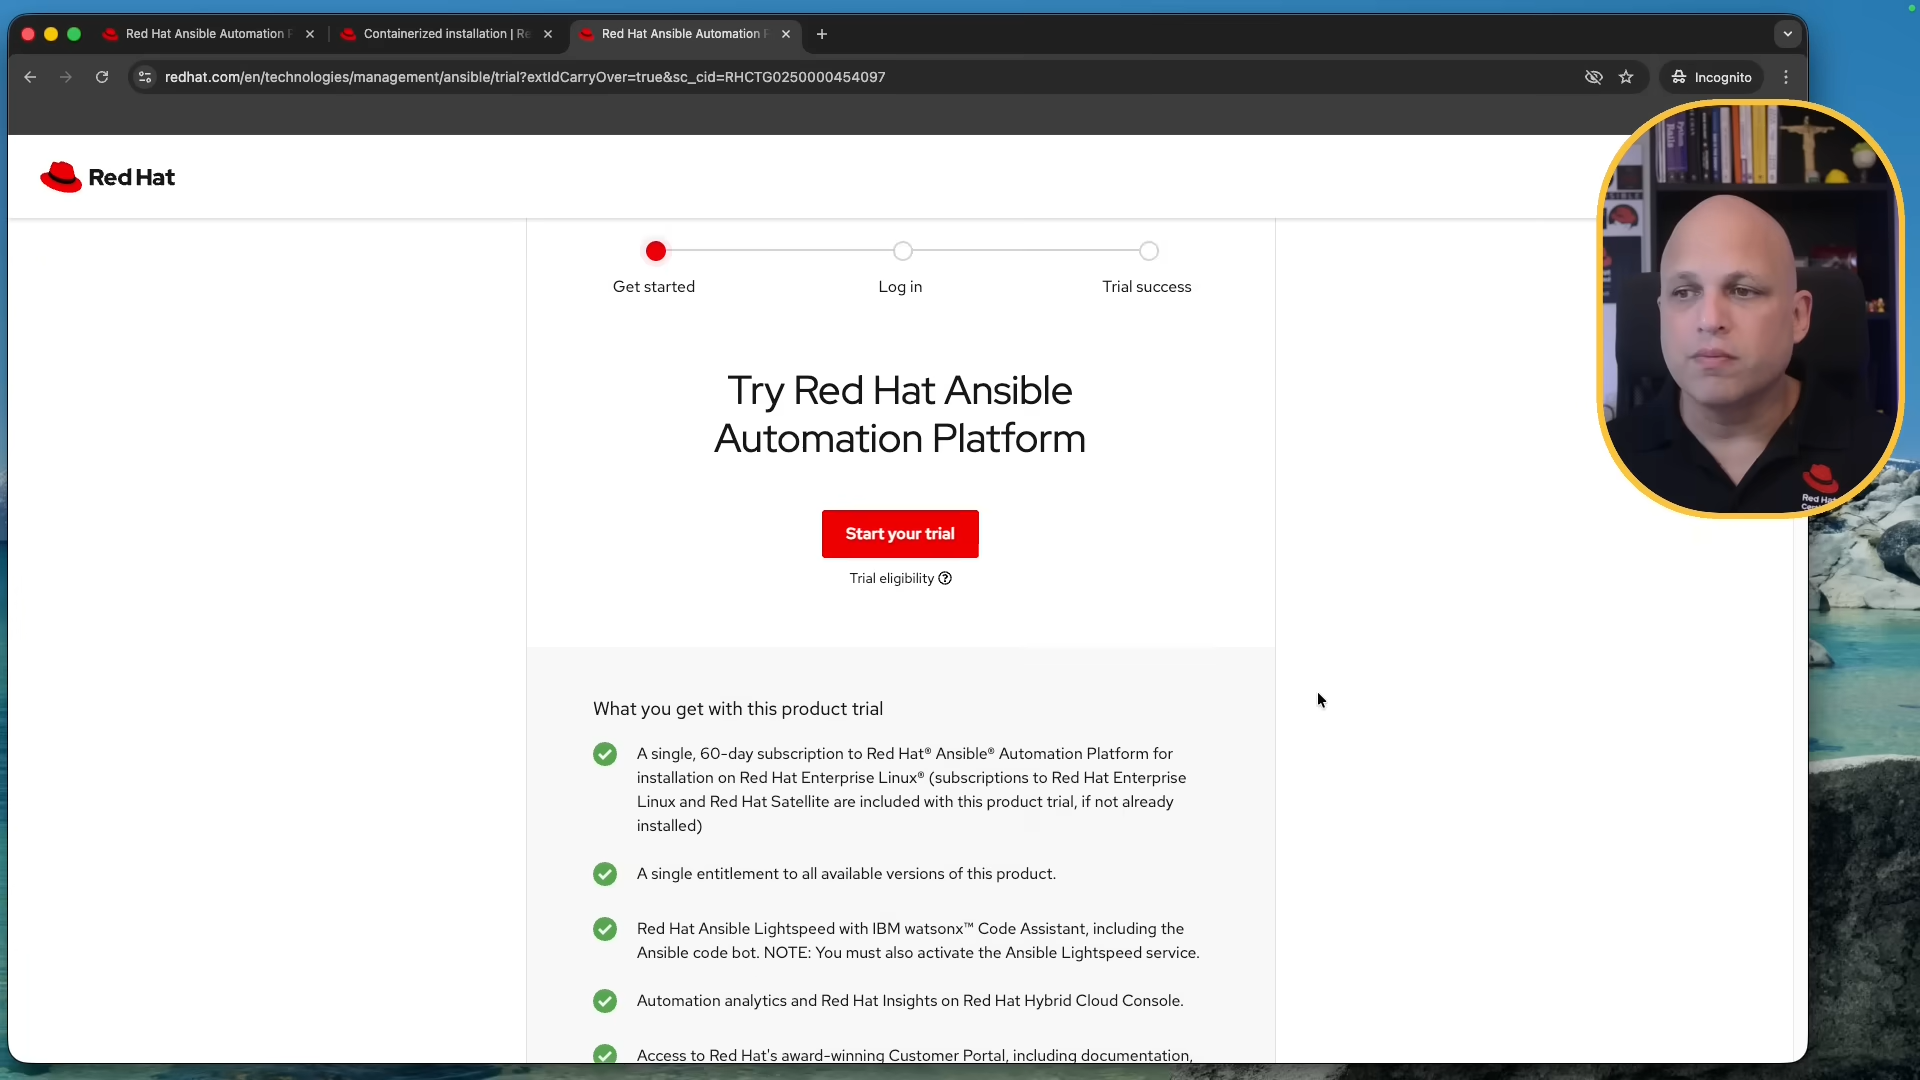 Red Hat Ansible Automation P
Containerized installation | Re
Red Hat Ansible Automation P
redhat.com/en/technologies/management/ansible/trial?extIdCarryOver=true&sc_cid=RHCTG0250000454097
Incognito
Red Hat
Get started
Log in
Trial success
Try Red Hat Ansible
Automation Platform
Start your trial
Trial eligibility
What you get with this product trial
A single, 60-day subscription to Red Hat® Ansible® Automation Platform for
installation on Red Hat Enterprise Linux® (subscriptions to Red Hat Enterprise
Linux and Red Hat Satellite are included with this product trial, if not already
installed)
A single entitlement to all available versions of this product.
Red Hat Ansible Lightspeed with IBM watsonx™ Code Assistant, including the
Ansible code bot. NOTE: You must also activate the Ansible Lightspeed service.
Automation analytics and Red Hat Insights on Red Hat Hybrid Cloud Console.
Access to Red Hat's award-winning Customer Portal, including documentation,
Red Hat